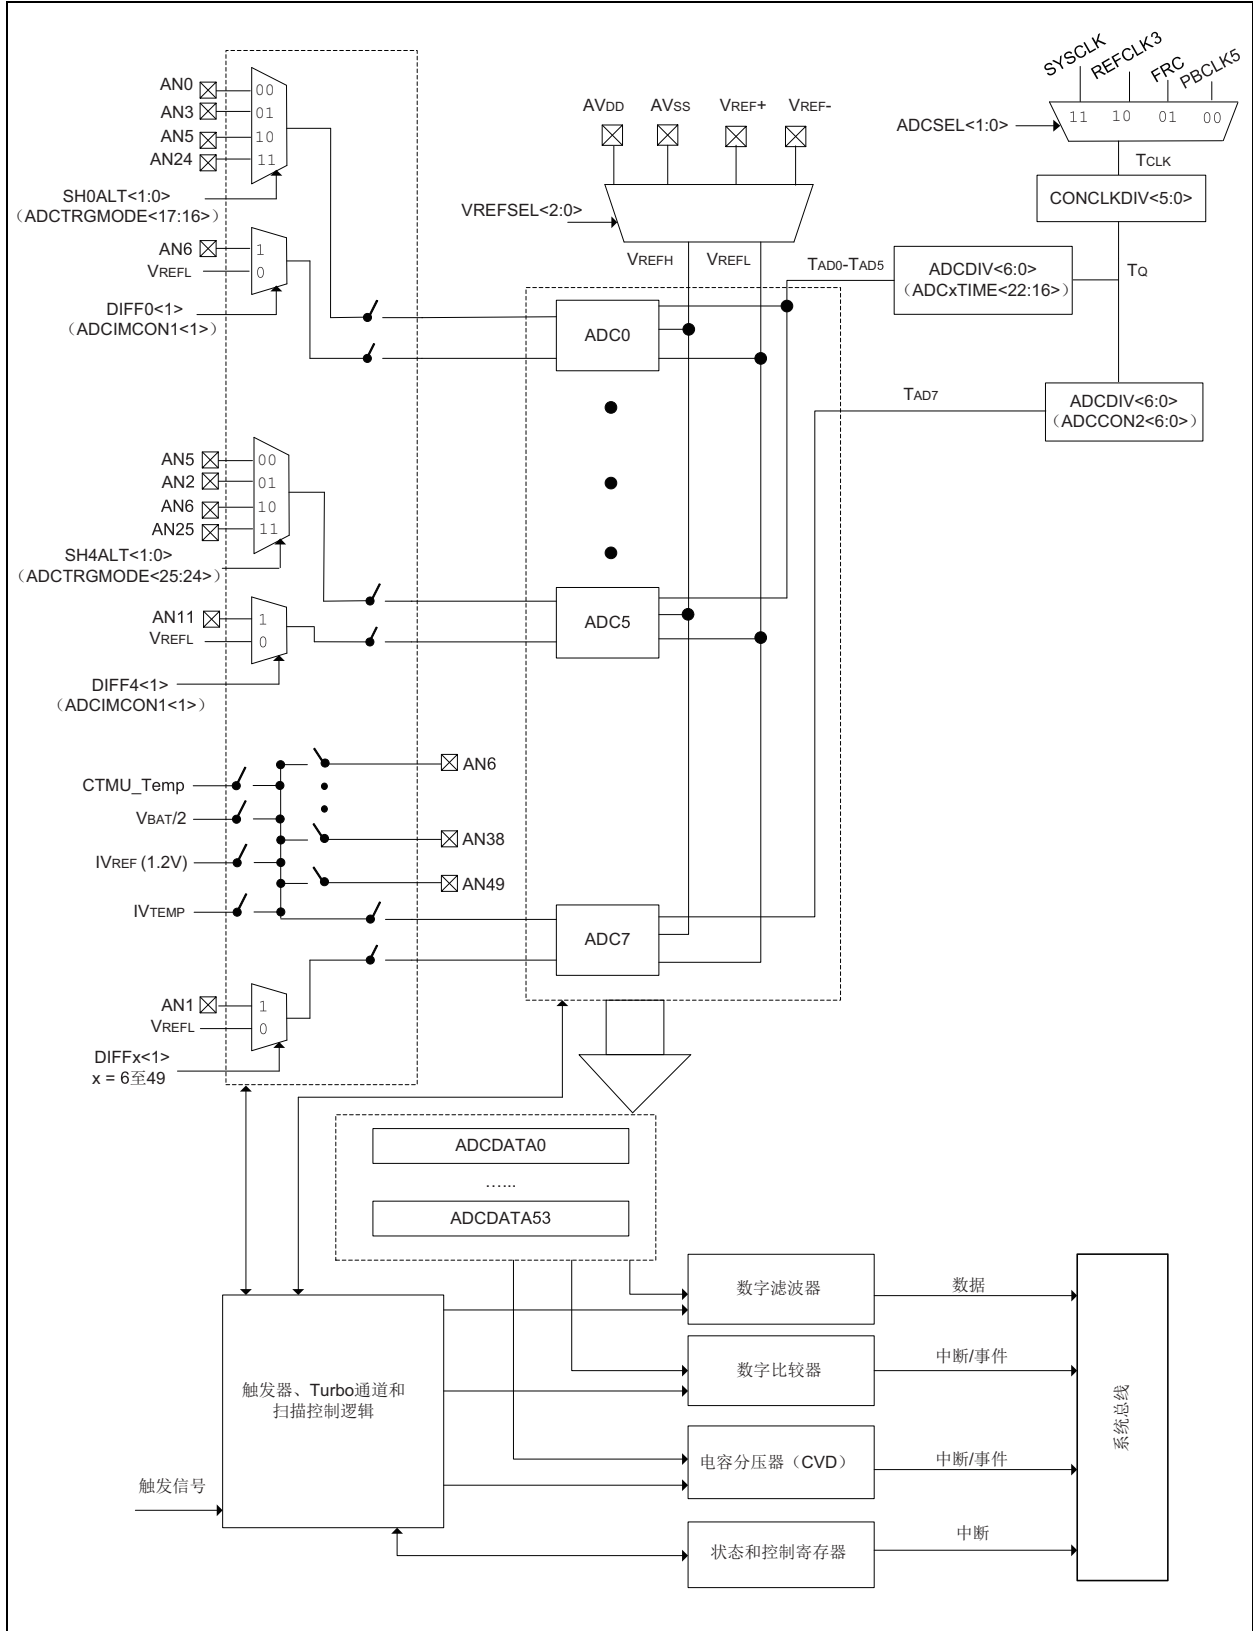 SYSCLK
REFCLK3
FRC
PBCLK5
11 10 01 00
ADCSEL<1:0>
TCLK
CONCLKDIV<5:0>
TQ
AVDD AVSS VREF+ VREF-
VREFSEL<2:0>
VREFH VREFL
TAD0-TAD5
ADCDIV<6:0>
（ADCxTIME<22:16>）
TAD7
ADCDIV<6:0>
（ADCCON2<6:0>）
AN0 00
AN3 01
AN5 10
AN24 11
SH0ALT<1:0>
（ADCTRGMODE<17:16>）
AN6 1
VREFL 0
DIFF0<1>
（ADCIMCON1<1>）
ADC0
AN5 00
AN2 01
AN6 10
AN25 11
SH4ALT<1:0>
（ADCTRGMODE<25:24>）
AN11 1
VREFL 0
DIFF4<1>
（ADCIMCON1<1>）
ADC5
CTMU_Temp
VBAT/2
IVREF (1.2V)
IVTEMP
AN6
AN38
AN49
ADC7
AN1 1
VREFL 0
DIFFx<1>
x = 6至49
ADCDATA0
......
ADCDATA53
触发器、Turbo通道和
扫描控制逻辑
触发信号
数字滤波器
数据
数字比较器
中断/事件
电容分压器（CVD）
中断/事件
状态和控制寄存器
中断
系统总线